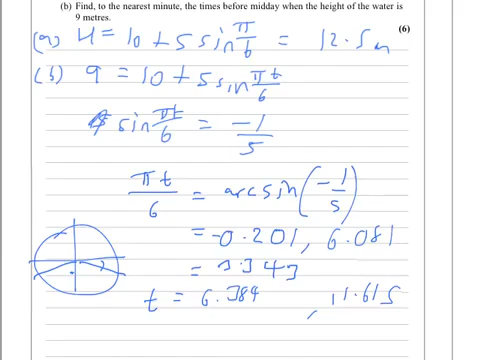 (b) Find, to the nearest minute, the times before midday when the height of the water is
9 metres.
(6)
(a) H = 10 + 5 sin π/6 = 12.5m
(b) 9 = 10 + 5 sin πt/6
sin πt/6 = -1/5
πt/6 = arcsin(-1/5)
= -0.201, 6.081
= 3.343
t = 6.384, 11.615